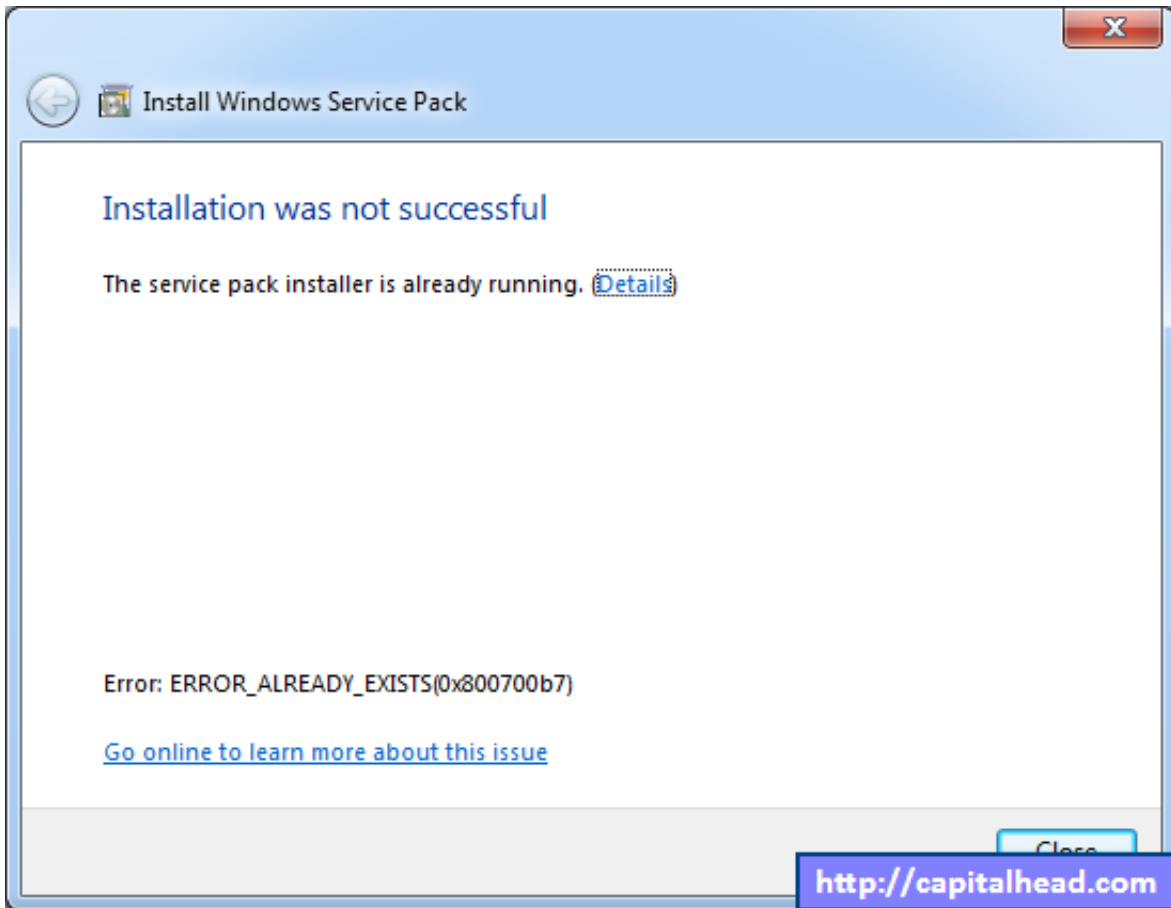 x
Install Windows Service Pack
Installation was not successful
The service pack installer is already running. (Details)
Error: ERROR_ALREADY_EXISTS(0x800700b7)
Go online to learn more about this issue
Close
http://capitalhead.com